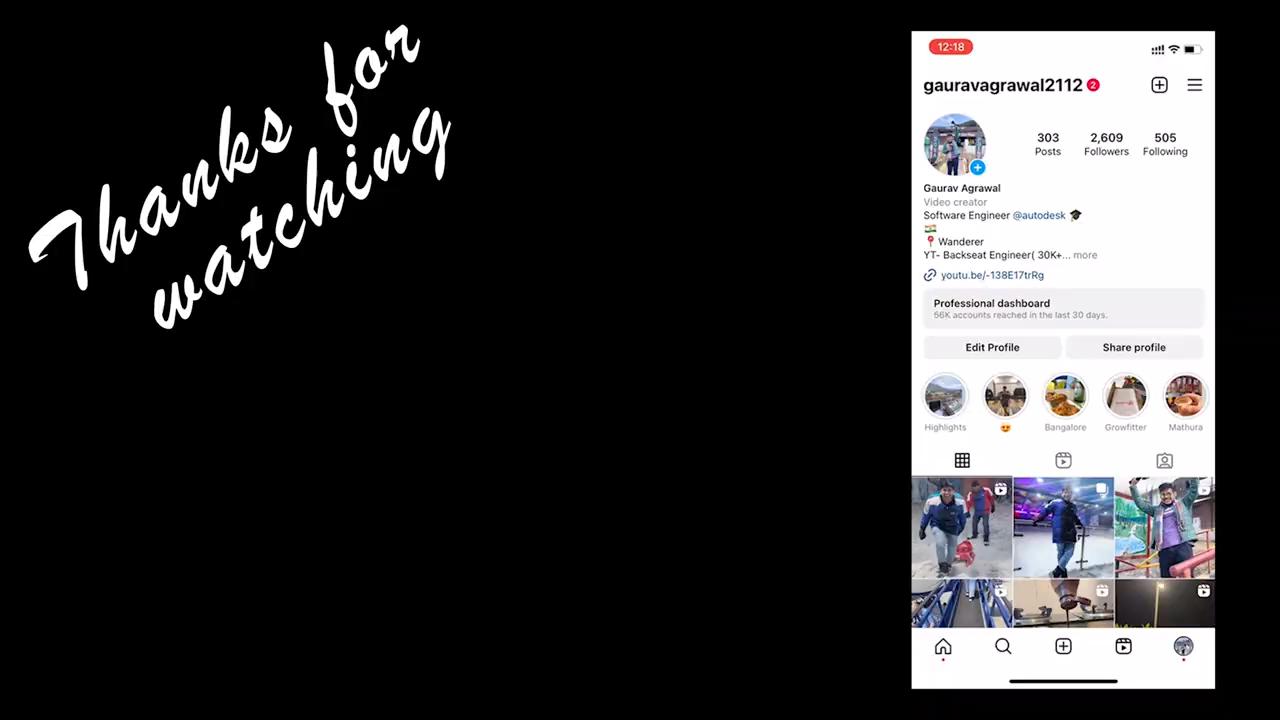 Thanks for
watching
12:18
gauravagrawal2112 2
303 2,609 505
Posts Followers Following
Gaurav Agrawal
Video creator
Software Engineer @autodesk 🎓
🇮🇳
📍 Wanderer
YT- Backseat Engineer( 30K+... more
youtu.be/-138E17trRg
Professional dashboard
56K accounts reached in the last 30 days.
Edit Profile Share profile
Highlights 😍 Bangalore Growfitter Mathura